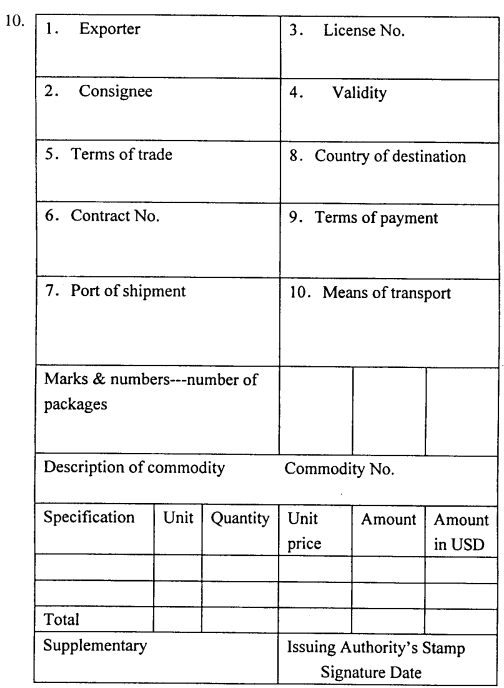 10.
1. Exporter
3. License No.
2. Consignee
4. Validity
5. Terms of trade
8. Country of destination
6. Contract No.
9. Terms of payment
7. Port of shipment
10. Means of transport
Marks & numbers---number of
packages
Description of commodity Commodity No.
Specification Unit Quantity Unit Amount Amount
price in USD
Total
Supplementary
Issuing Authority's Stamp
Signature Date